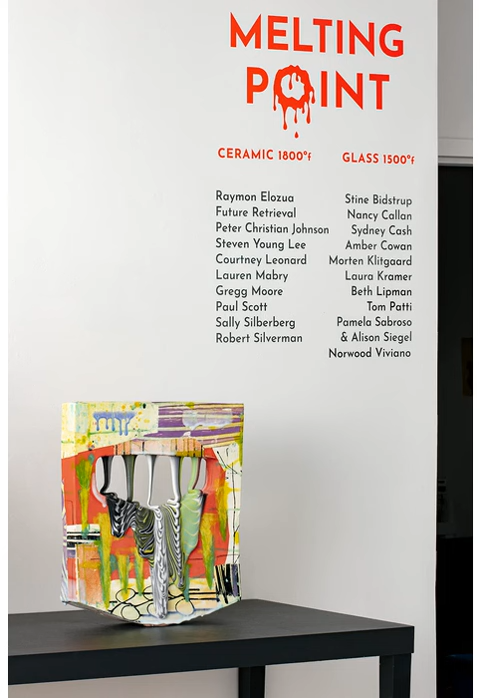 MELTING
POINT
CERAMIC 1800°f
Raymon Elozua
Future Retrieval
Peter Christian Johnson
Steven Young Lee
Courtney Leonard
Lauren Mabry
Gregg Moore
Paul Scott
Sally Silberberg
Robert Silverman
GLASS 1500°f
Stine Bidstrup
Nancy Callan
Sydney Cash
Amber Cowan
Morten Klitgaard
Laura Kramer
Beth Lipman
Tom Patti
Pamela Sabroso
& Alison Siegel
Norwood Viviano